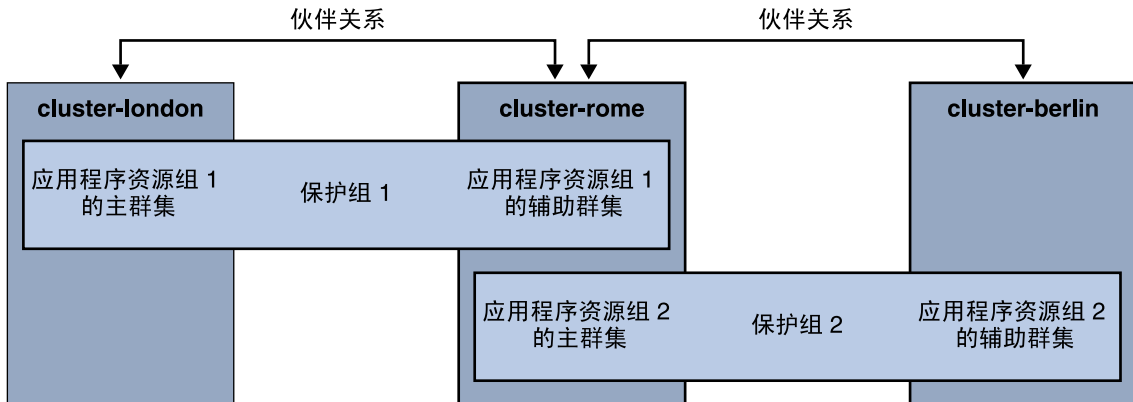 伙伴关系
伙伴关系
cluster-london
cluster-rome
cluster-berlin
应用程序资源组 1
的主群集
保护组 1
应用程序资源组 1
的辅助群集
应用程序资源组 2
的主群集
保护组 2
应用程序资源组 2
的辅助群集